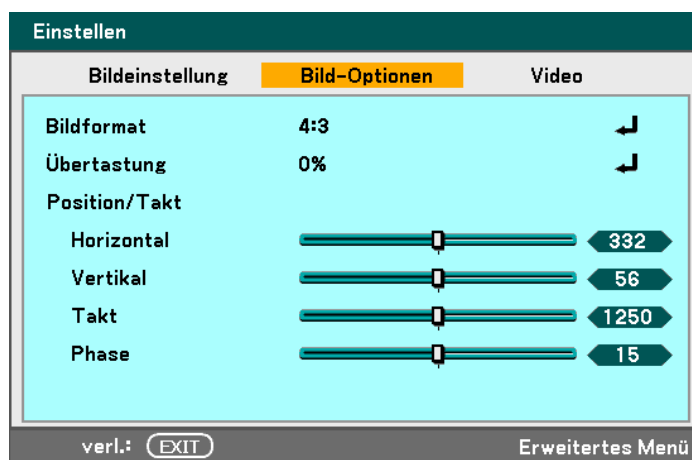 Einstellen
Bildeinstellung Bild-Optionen Video
Bildformat 4:3
Übertastung 0%
Position/Takt
Horizontal 332
Vertikal 56
Takt 1250
Phase 15
verl.: EXIT Erweitertes Menü